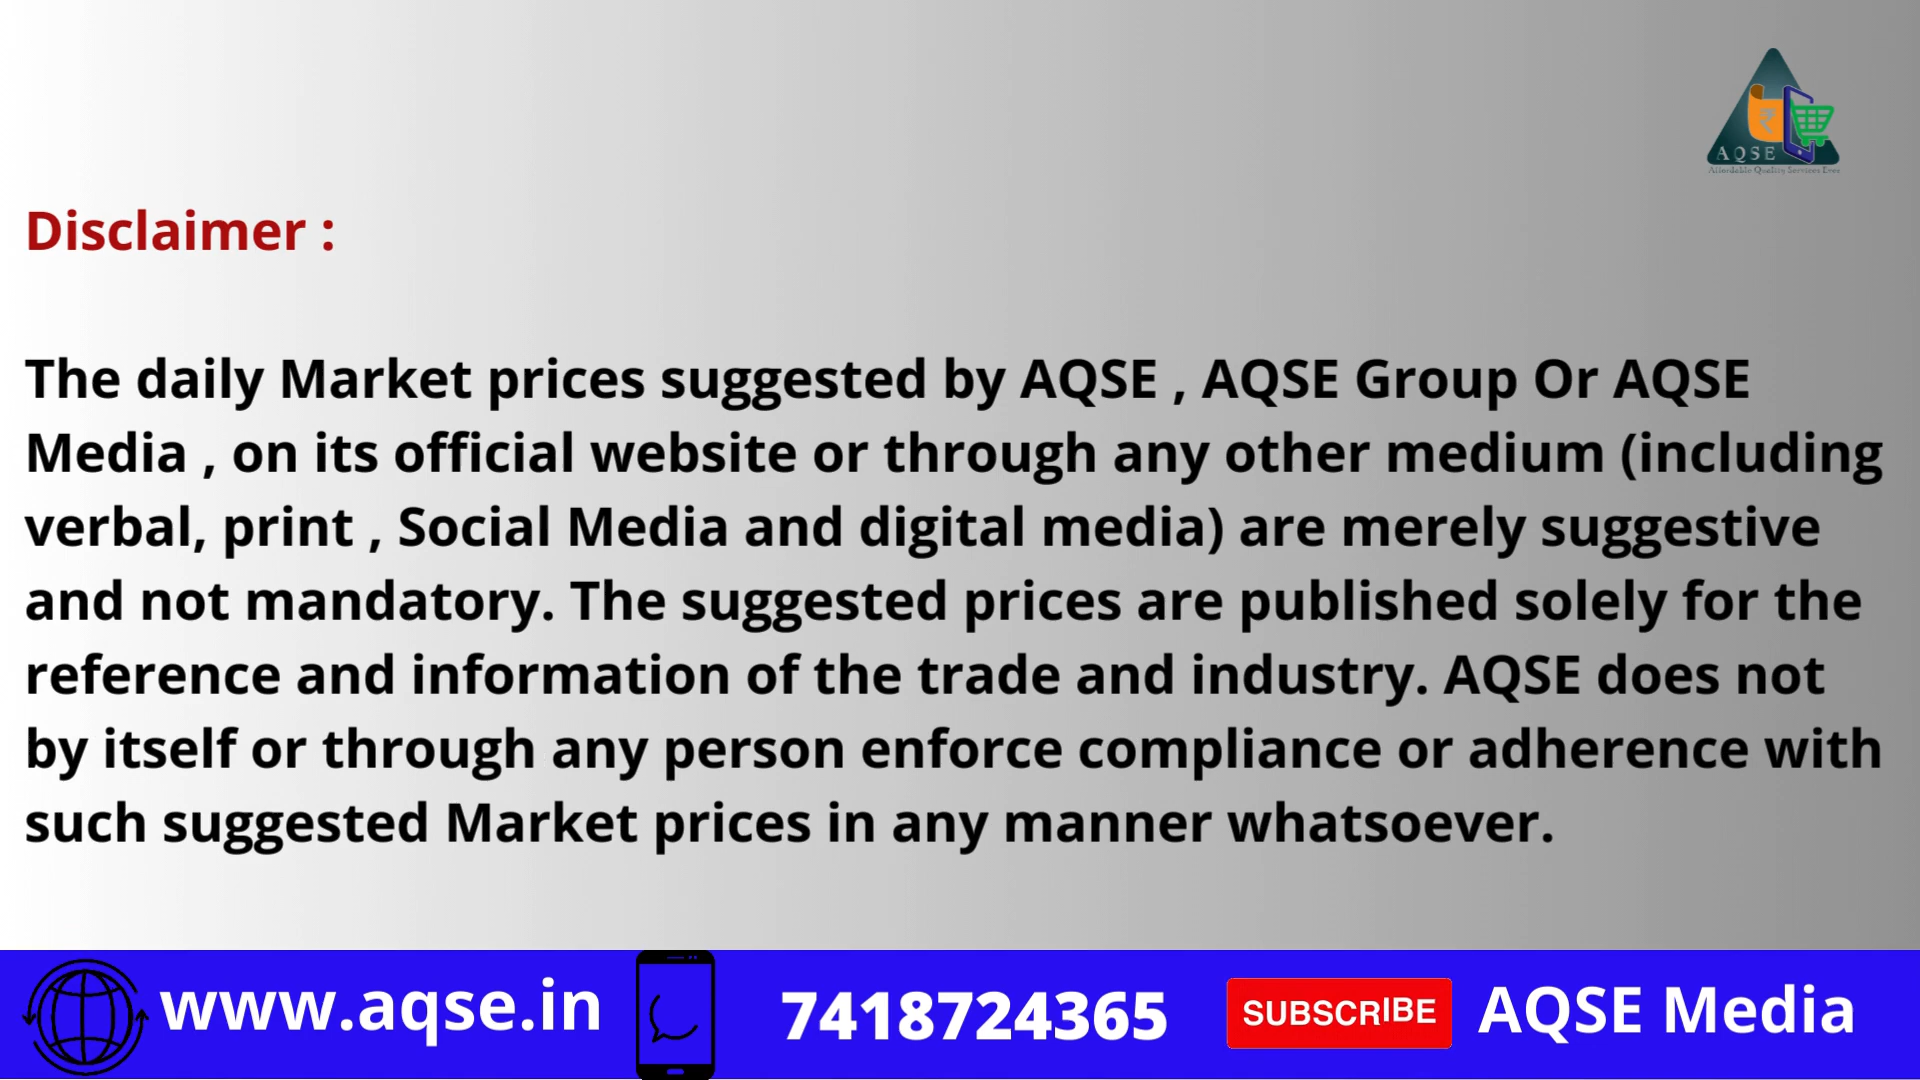 AQSE
Affordable Quality Services Ever
Disclaimer :
The daily Market prices suggested by AQSE , AQSE Group Or AQSE
Media , on its official website or through any other medium (including
verbal, print , Social Media and digital media) are merely suggestive
and not mandatory. The suggested prices are published solely for the
reference and information of the trade and industry. AQSE does not
by itself or through any person enforce compliance or adherence with
such suggested Market prices in any manner whatsoever.
www.aqse.in 7418724365 SUBSCRIBE AQSE Media